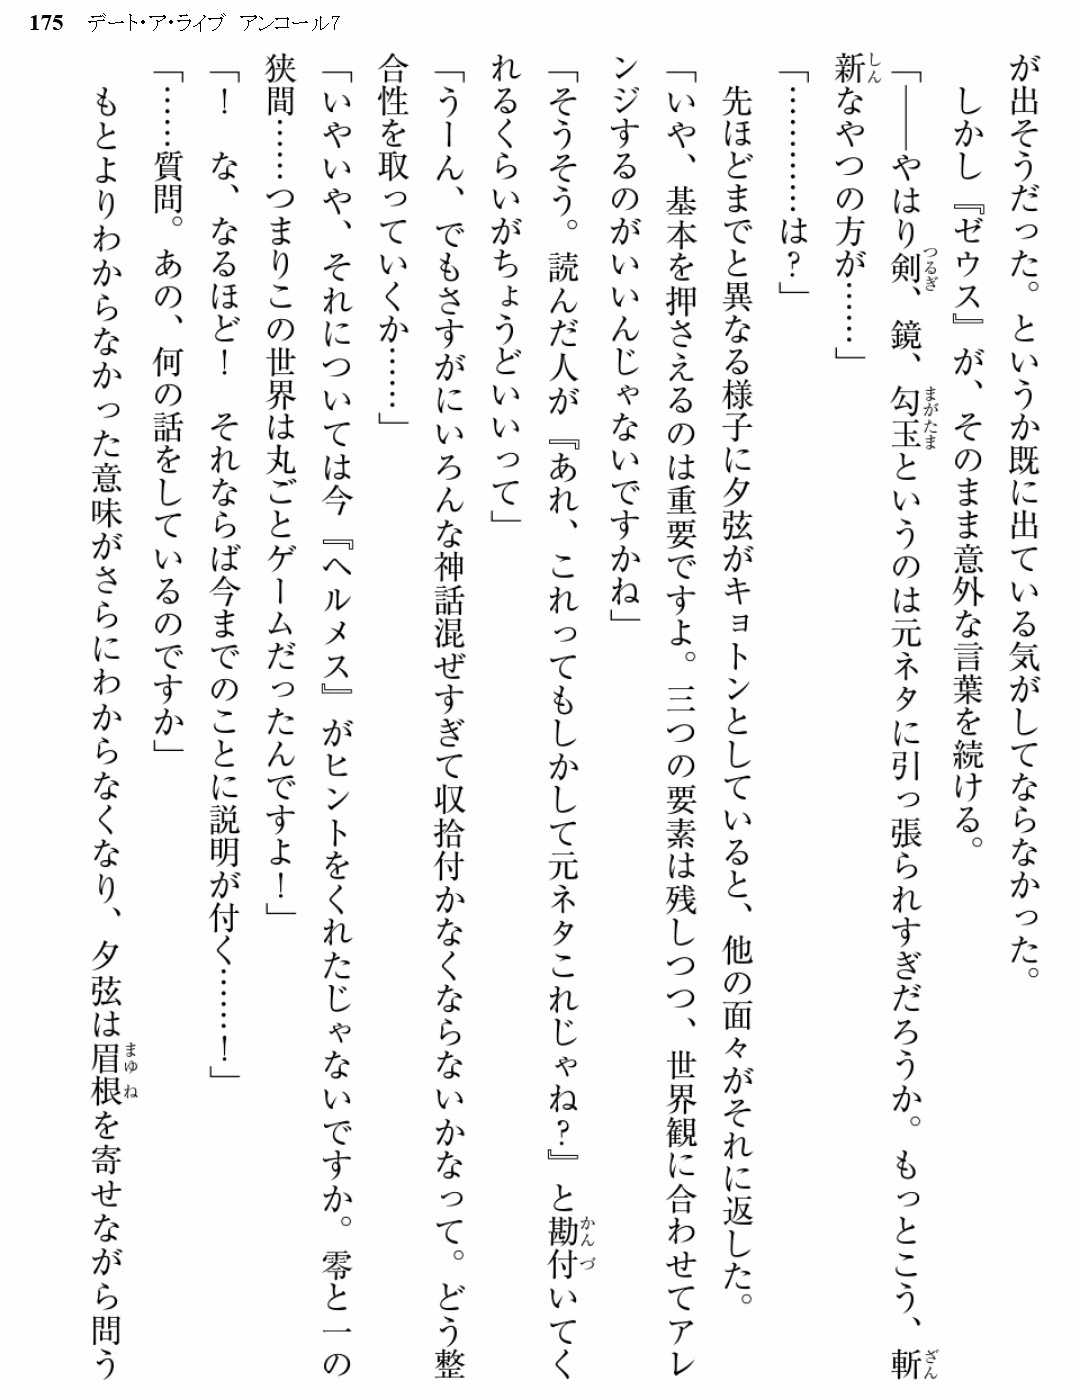 175 デート・ア・ライブ アンコール7
が出そうだった。というか既に出ている気がしてならなかった。
しかし『ゼウス』が、そのまま意外な言葉を続ける。
「――やはり剣、鏡、勾玉というのは元ネタに引っ張られすぎだろうか。もっとこう、斬
新なやつの方が……」
「…………は？」
先ほどまでと異なる様子に夕弦がキョトンとしていると、他の面々がそれに返した。
「いや、基本を押さえるのは重要ですよ。三つの要素は残しつつ、世界観に合わせてアレ
ンジするのがいいんじゃないですかね」
「そうそう。読んだ人が『あれ、これってもしかして元ネタこれじゃね？』と勘付いてく
れるくらいがちょうどいいって」
「うーん、でもさすがにいろんな神話混ぜすぎて収拾付かなくならないかなって。どう整
合性を取っていくか……」
「いやいや、それについては今『ヘルメス』がヒントをくれたじゃないですか。零と一の
狭間……つまりこの世界は丸ごとゲームだったんですよ！」
「！　な、なるほど！　それならば今までのことに説明が付く……！」
「……質問。あの、何の話をしているのですか」
もとよりわからなかった意味がさらにわからなくなり、夕弦は眉根を寄せながら問う